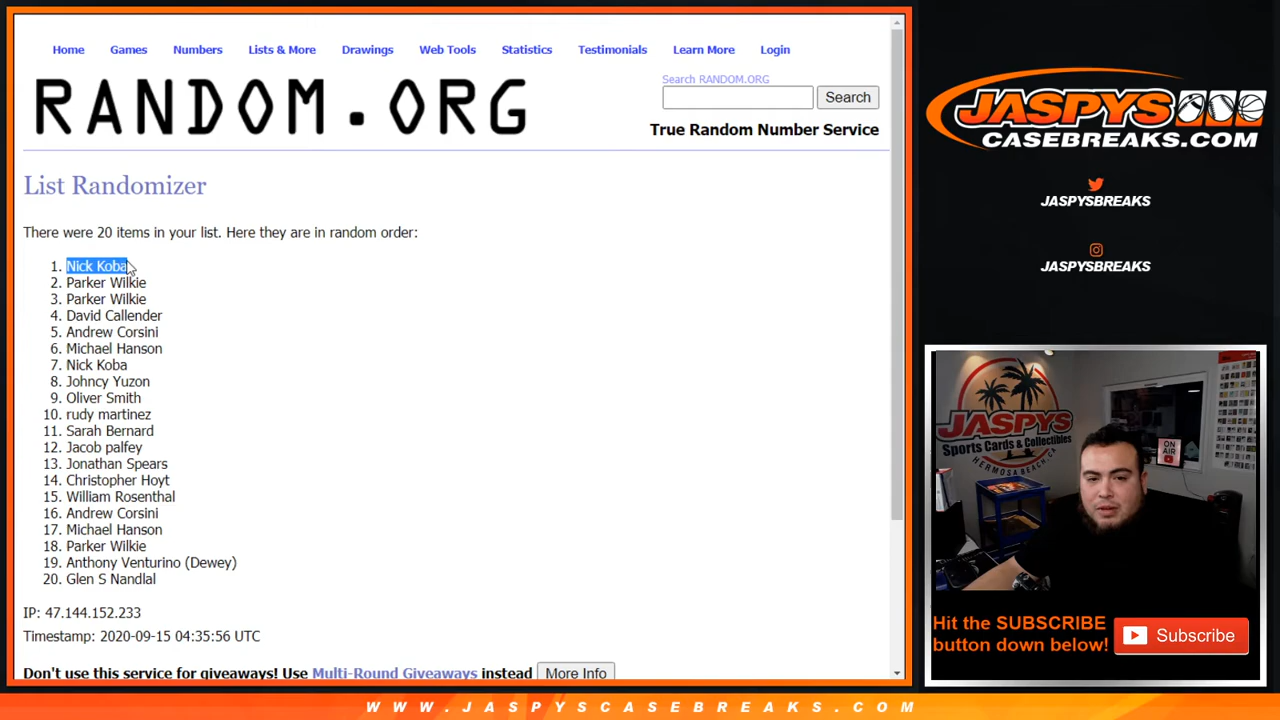 Home Games Numbers Lists & More Drawings Web Tools Statistics Testimonials Learn More Login
RANDOM.ORG
Search RANDOM.ORG
Search
True Random Number Service
List Randomizer
There were 20 items in your list. Here they are in random order:
1. Nick Koba
2. Parker Wilkie
3. Parker Wilkie
4. David Callender
5. Andrew Corsini
6. Michael Hanson
7. Nick Koba
8. Johncy Yuzon
9. Oliver Smith
10. rudy martinez
11. Sarah Bernard
12. Jacob palfey
13. Jonathan Spears
14. Christopher Hoyt
15. William Rosenthal
16. Andrew Corsini
17. Michael Hanson
18. Parker Wilkie
19. Anthony Venturino (Dewey)
20. Glen S Nandlal
IP: 47.144.152.233
Timestamp: 2020-09-15 04:35:56 UTC
Don't use this service for giveaways! Use Multi-Round Giveaways instead More Info
JASPYS
CASEBREAKS.COM
JASPYSBREAKS
JASPYSBREAKS
JASPYS
Sports Cards & Collectibles
HERMOSA BEACH, CA
ON
AIR
Hit the SUBSCRIBE
button down below!
Subscribe
WWW.JASPYSCASEBREAKS.COM